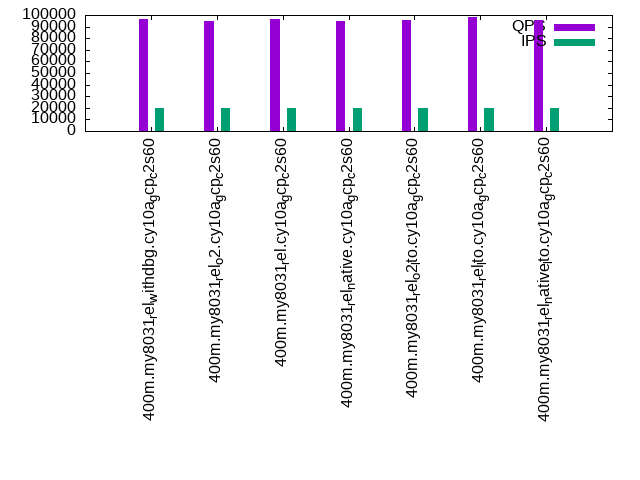 100000
90000
80000
70000
60000
50000
40000
30000
20000
10000
0
QPS
IPS
400m.my8031relwithdbg.cy10agcpc2s60
400m.my8031relo2.cy10agcpc2s60
400m.my8031rel.cy10agcpc2s60
400m.my8031relnative.cy10agcpc2s60
400m.my8031relo2lto.cy10agcpc2s60
400m.my8031rellto.cy10agcpc2s60
400m.my8031relnativelto.cy10agcpc2s60